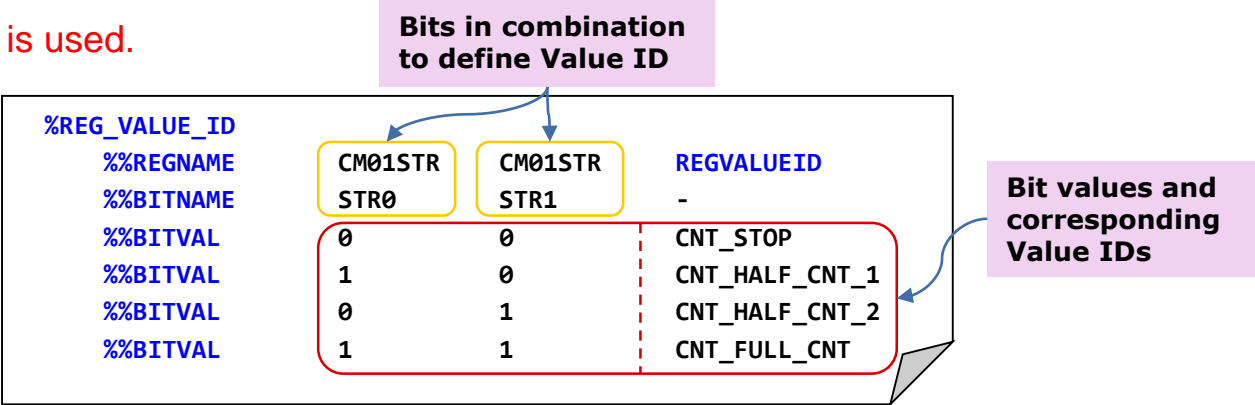 is used.
Bits in combination
to define Value ID
%REG_VALUE_ID
%%REGNAME CM01STR CM01STR REGVALUEID
%%BITNAME STR0 STR1 -
%%BITVAL 0 0 CNT_STOP
%%BITVAL 1 0 CNT_HALF_CNT_1
%%BITVAL 0 1 CNT_HALF_CNT_2
%%BITVAL 1 1 CNT_FULL_CNT
Bit values and
corresponding
Value IDs